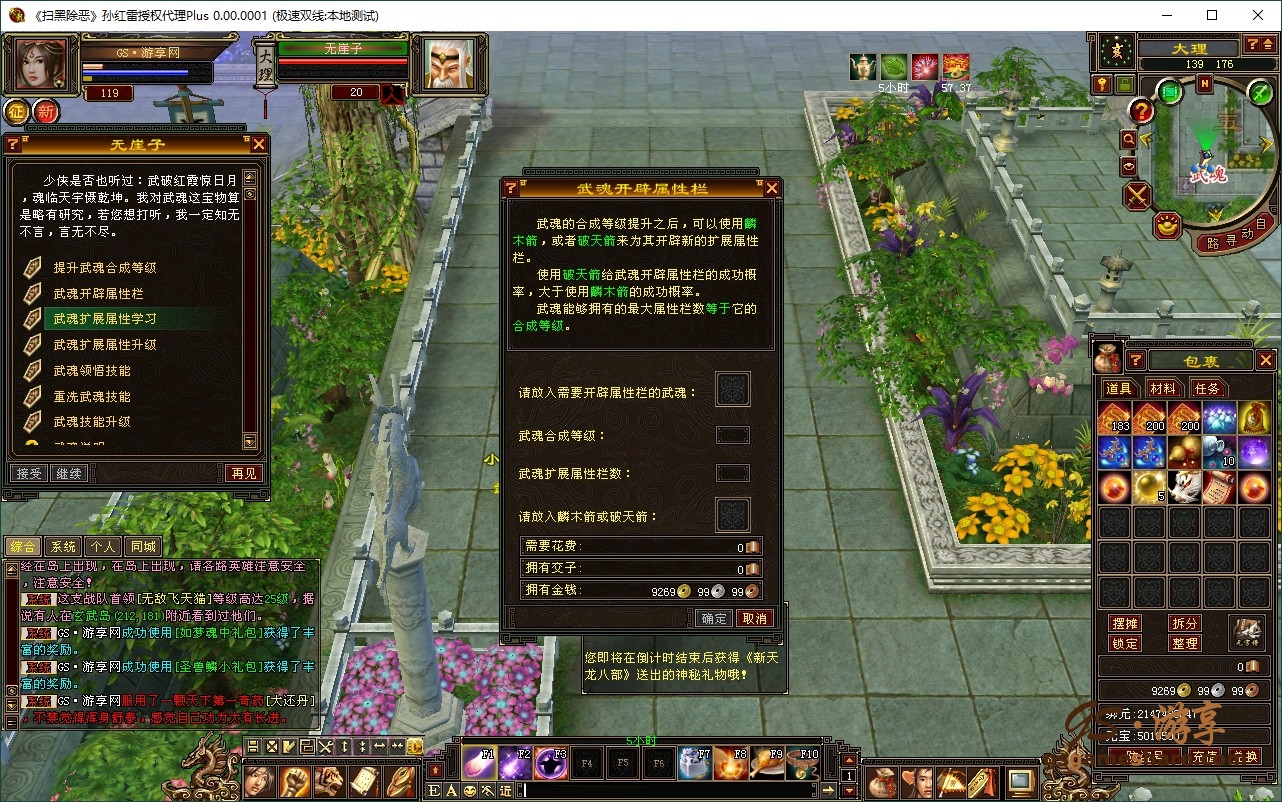 《扫黑除恶》孙红雷授权代理Plus 0.00.0001 (极速双线:本地测试)
GS·游享网
119
大理
无崖子
20
征
新
5小时
57:37
大理
139 176
N
武魂
自动寻路
无崖子
少侠是否也听过：武破红霞惊日月
，魂临天宇慑乾坤。我对武魂这宝物算
是略有研究，若您想打听，我一定知无
不言，言无不尽。
提升武魂合成等级
武魂开辟属性栏
武魂扩展属性学习
武魂扩展属性升级
武魂领悟技能
重洗武魂技能
武魂技能升级
接受
继续
再见
武魂开辟属性栏
武魂的合成等级提升之后，可以使用麟
木箭，或者破天箭来为其开辟新的扩展属性
栏。
使用破天箭给武魂开辟属性栏的成功概
率，大于使用麟木箭的成功概率。
武魂能够拥有的最大属性栏数等于它的
合成等级。
请放入需要开辟属性栏的武魂：
武魂合成等级：
武魂扩展属性栏数：
请放入麟木箭或破天箭：
需要花费： 0
拥有交子： 0
拥有金钱： 9269 99 99
确定
取消
您即将在倒计时结束后获得《新天
龙八部》送出的神秘礼物哦！
包裹
道具
材料
任务
183
200
200
10
5
摆摊
拆分
锁定
整理
0
9269 99 99
充值
兑换
综合
系统
个人
同城
经在岛上出现，在岛上出现，请各路英雄注意安全
，注意安全！
这支战队首领[无敌飞天猫]等级高达25级，据
说有人在玄武岛(212,181)附近看到过他们。
GS·游享网成功使用[如梦魂中礼包]获得了丰
富的奖励。
GS·游享网成功使用[圣兽鳞小礼包]获得了丰
富的奖励。
GS·游享网服用了一颗天下第一奇药[大还丹]
，不禁觉得浑身舒泰，感觉自己功力大有长进。
5小时
F1
F2
F3
F4
F5
F6
F7
F8
F9
F10
1
E
A
近
游享